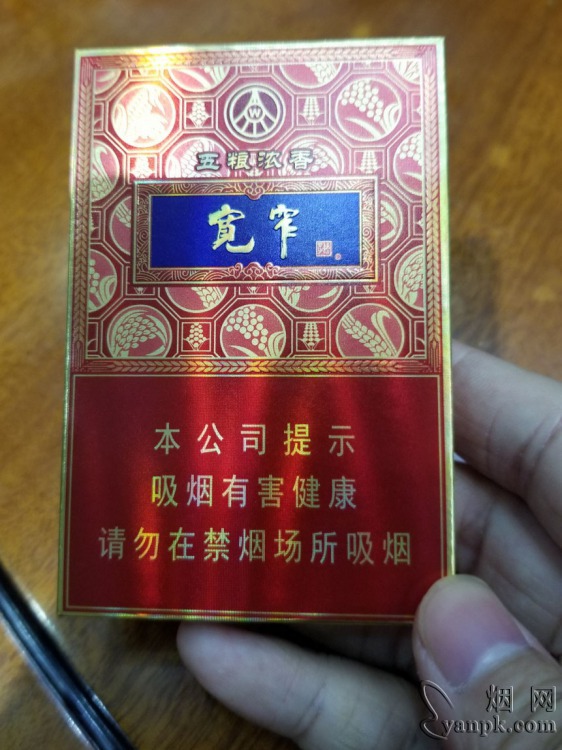 W
五粮浓香
宽窄
本公司提示
吸烟有害健康
请勿在禁烟场所吸烟
烟网
yanpk.com